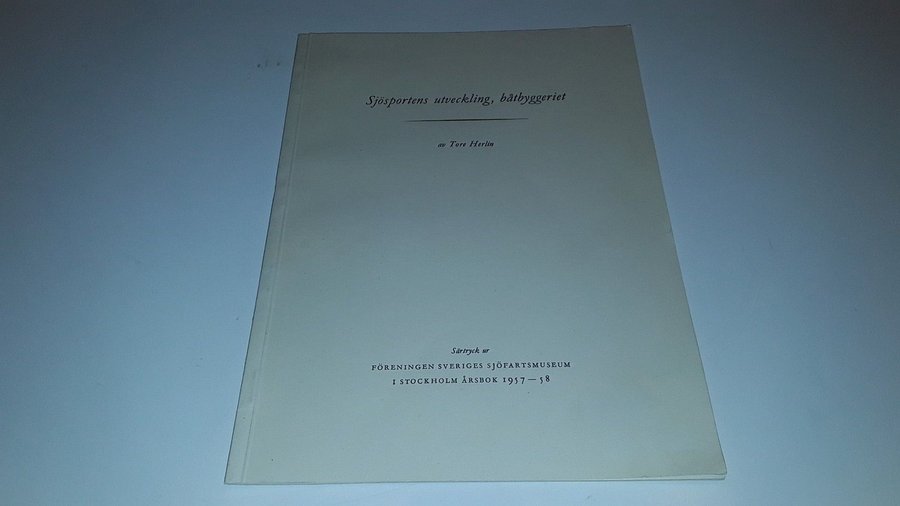 Sjösportens utveckling, båtbyggeriet
av Tore Herlin
Särtryck ur
FÖRENINGEN SVERIGES SJÖFARTSMUSEUM
I STOCKHOLM ÅRSBOK 1957—58